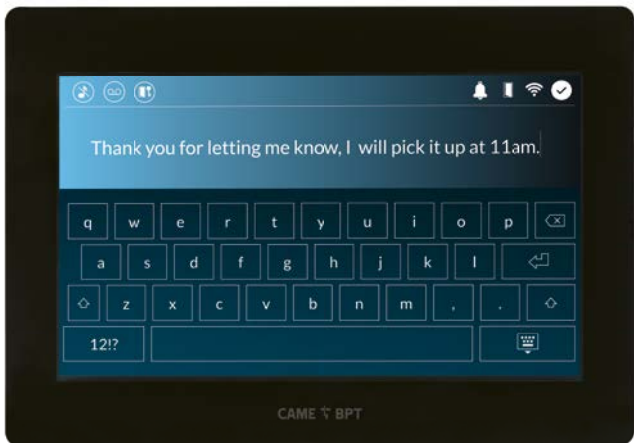 Thank you for letting me know, I will pick it up at 11am.
q w e r t y u i o p
a s d f g h j k l
z x c v b n m , .
12!?
CAME BPT